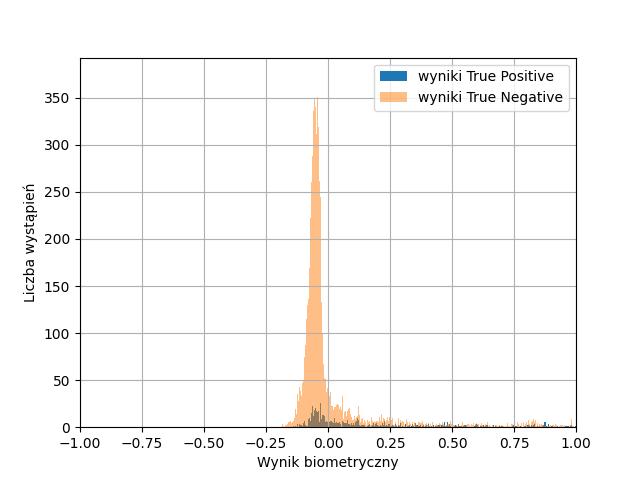 wyniki True Positive
wyniki True Negative
350
300
250
200
150
100
50
0
Liczba wystąpień
−1.00 −0.75 −0.50 −0.25 0.00 0.25 0.50 0.75 1.00
Wynik biometryczny